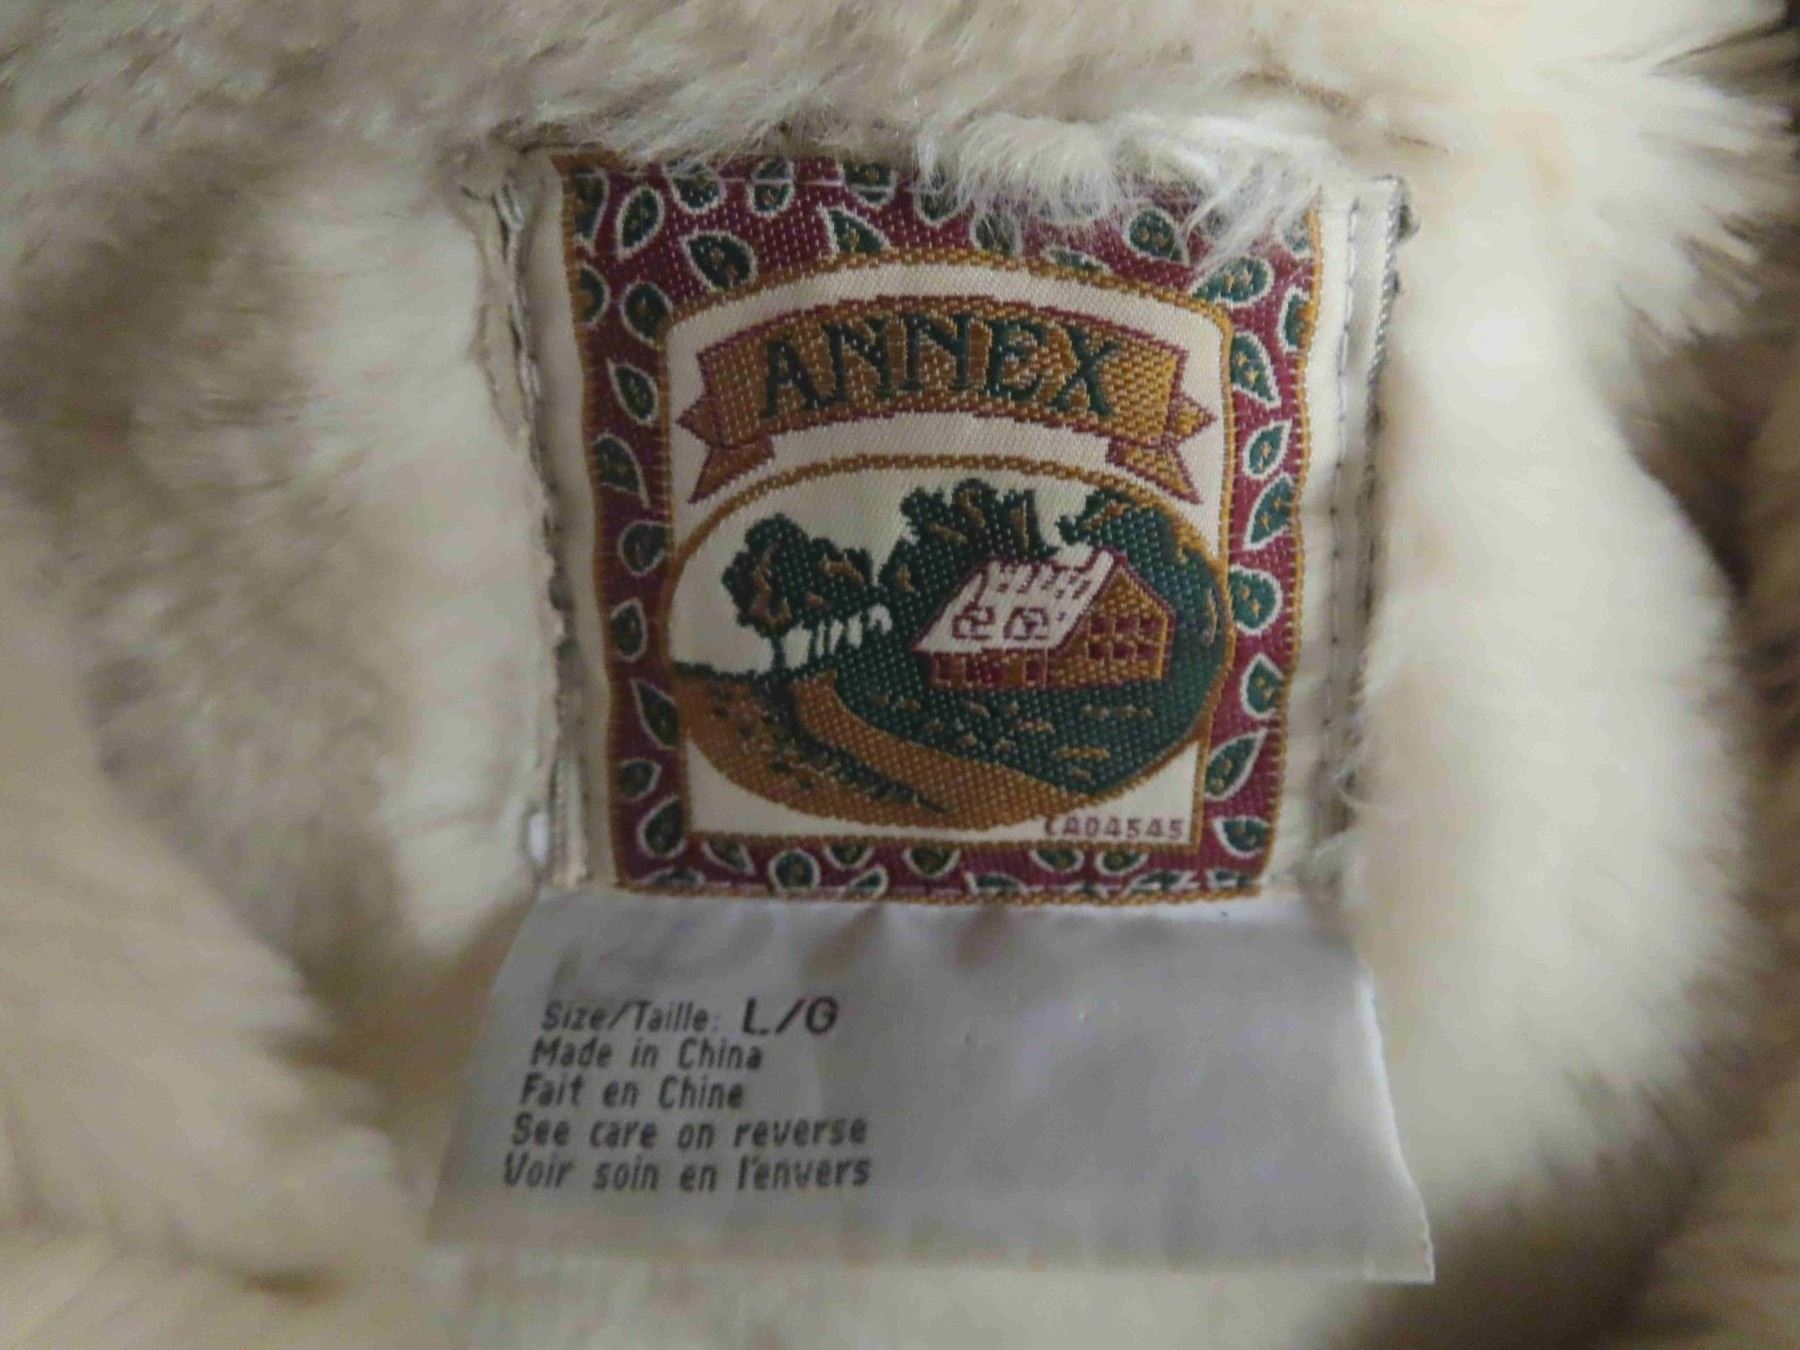 ANNEX
CA04545
Size/Taille: L/G
Made in China
Fait en Chine
See care on reverse
Voir soin en l'envers